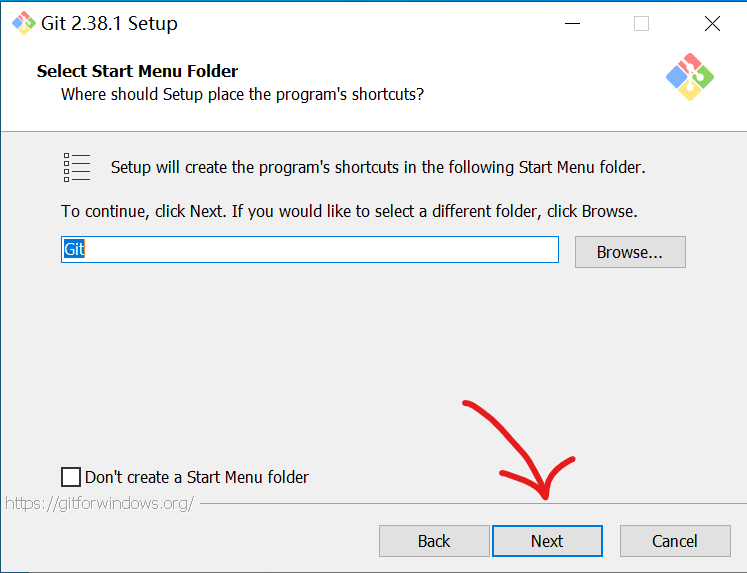 Git 2.38.1 Setup
Select Start Menu Folder
Where should Setup place the program's shortcuts?
Setup will create the program's shortcuts in the following Start Menu folder.
To continue, click Next. If you would like to select a different folder, click Browse.
Git
Browse...
Don't create a Start Menu folder
https://gitforwindows.org/
Back
Next
Cancel